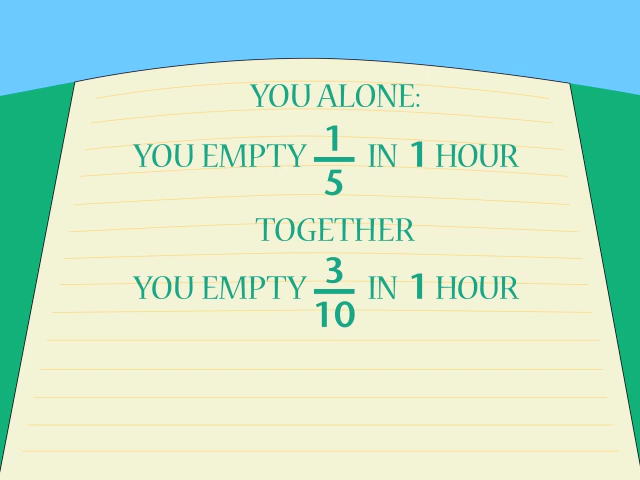 YOU ALONE:
YOU EMPTY 1/5 IN 1 HOUR
TOGETHER
YOU EMPTY 3/10 IN 1 HOUR